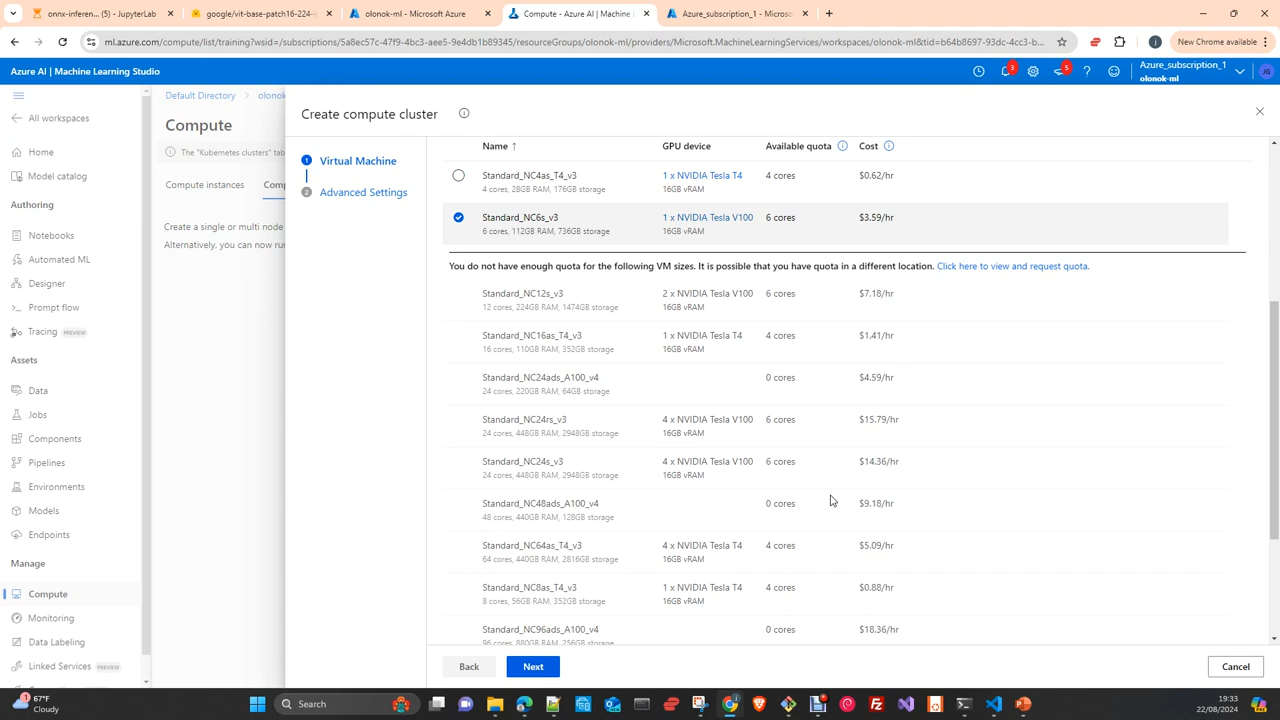 onnx-inferen... (5) - JupyterLab
google/vit-base-patch16-224-i
olonok-ml - Microsoft Azure
Compute - Azure AI | Machine L
Azure_subscription_1 - Microso
ml.azure.com/compute/list/training?wsid=/subscriptions/5a8ec57c-47f9-4bc3-aee5-9e4db1b89345/resourceGroups/olonok-ml/providers/Microsoft.MachineLearningServices/workspaces/olonok-ml&tid=b64b8697-93dc-4cc3-b...
New Chrome available
Azure AI | Machine Learning Studio
3
5
Azure_subscription_1
olonok-ml
JG
All workspaces
Home
Model catalog
Authoring
Notebooks
Automated ML
Designer
Prompt flow
Tracing PREVIEW
Assets
Data
Jobs
Components
Pipelines
Environments
Models
Endpoints
Manage
Compute
Monitoring
Data Labeling
Linked Services PREVIEW
Default Directory > olonok-
Compute
The "Kubernetes clusters" tab
Compute instances Comp
Create a single or multi node
Alternatively, you can now run
Create compute cluster
1 Virtual Machine
2 Advanced Settings
Name ↑ GPU device Available quota Cost
Standard_NC4as_T4_v3 1 x NVIDIA Tesla T4 4 cores $0.62/hr
4 cores, 28GB RAM, 176GB storage 16GB vRAM
Standard_NC6s_v3 1 x NVIDIA Tesla V100 6 cores $3.59/hr
6 cores, 112GB RAM, 736GB storage 16GB vRAM
You do not have enough quota for the following VM sizes. It is possible that you have quota in a different location. Click here to view and request quota.
Standard_NC12s_v3 2 x NVIDIA Tesla V100 6 cores $7.18/hr
12 cores, 224GB RAM, 1474GB storage 16GB vRAM
Standard_NC16as_T4_v3 1 x NVIDIA Tesla T4 4 cores $1.41/hr
16 cores, 110GB RAM, 352GB storage 16GB vRAM
Standard_NC24ads_A100_v4 0 cores $4.59/hr
24 cores, 220GB RAM, 64GB storage
Standard_NC24rs_v3 4 x NVIDIA Tesla V100 6 cores $15.79/hr
24 cores, 448GB RAM, 2948GB storage 16GB vRAM
Standard_NC24s_v3 4 x NVIDIA Tesla V100 6 cores $14.36/hr
24 cores, 448GB RAM, 2948GB storage 16GB vRAM
Standard_NC48ads_A100_v4 0 cores $9.18/hr
48 cores, 440GB RAM, 128GB storage
Standard_NC64as_T4_v3 4 x NVIDIA Tesla T4 4 cores $5.09/hr
64 cores, 440GB RAM, 2816GB storage 16GB vRAM
Standard_NC8as_T4_v3 1 x NVIDIA Tesla T4 4 cores $0.88/hr
8 cores, 56GB RAM, 352GB storage 16GB vRAM
Standard_NC96ads_A100_v4 0 cores $18.36/hr
96 cores, 880GB RAM, 256GB storage
Back Next Cancel
1
67°F
Cloudy
Search
19:33
22/08/2024